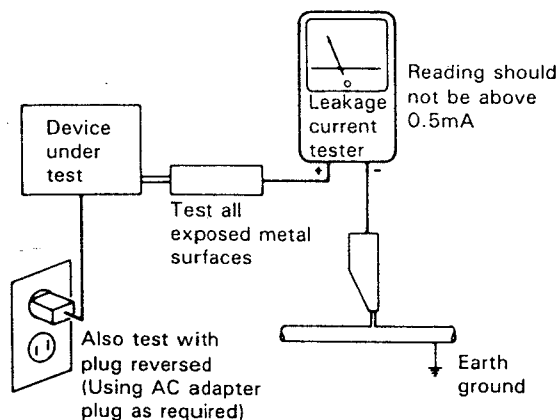 Device
under
test
Leakage
current
tester
+ -
Reading should
not be above
0.5mA
Test all
exposed metal
surfaces
Also test with
plug reversed
(Using AC adapter
plug as required)
Earth
ground